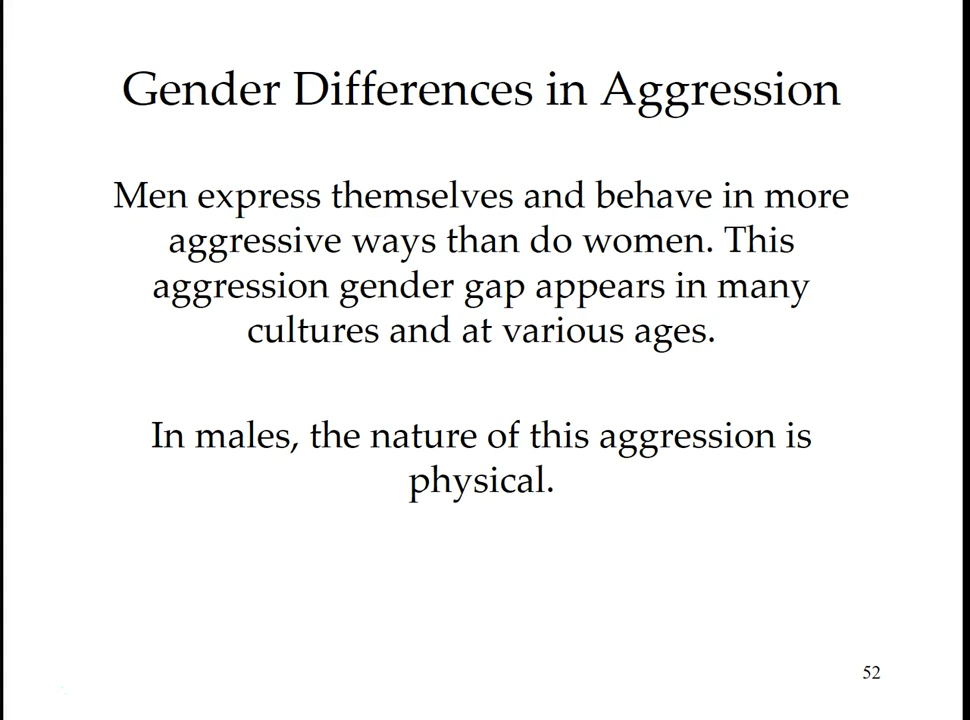 Gender Differences in Aggression
Men express themselves and behave in more
aggressive ways than do women. This
aggression gender gap appears in many
cultures and at various ages.
In males, the nature of this aggression is
physical.
52